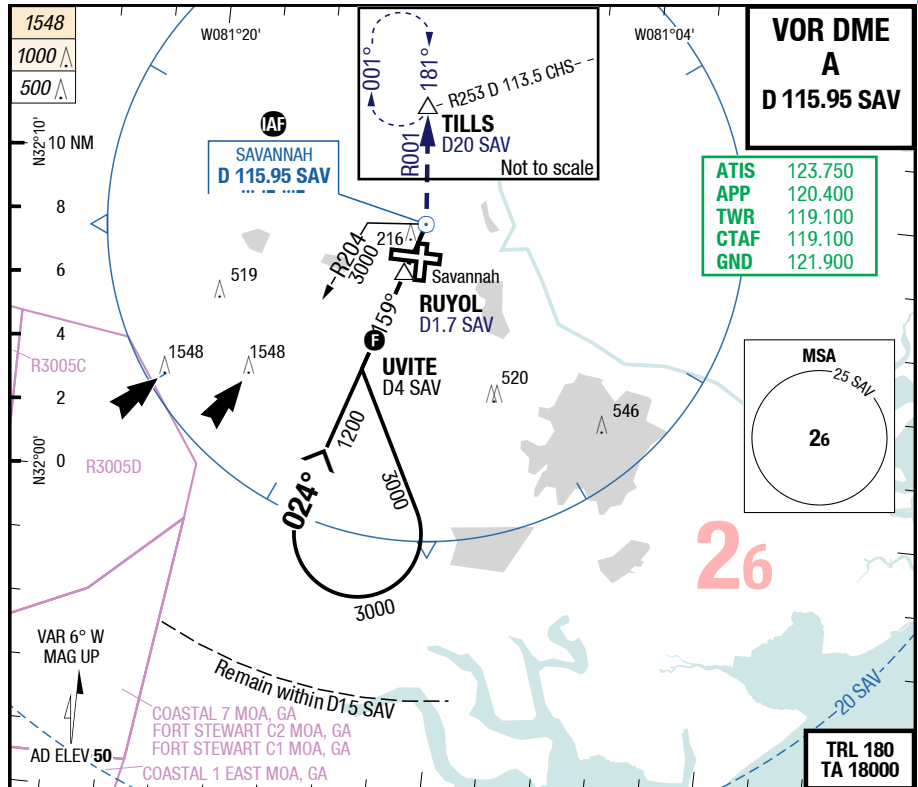 1548
1000
500
W081°20'
W081°04'
VOR DME
A
D 115.95 SAV
001°
181°
R253 D 113.5 CHS
TILLS
D20 SAV
R001
Not to scale
N32°10'
10 NM
8
6
4
2
N32°00'
0
IAF
SAVANNAH
D 115.95 SAV
ATIS 123.750
APP 120.400
TWR 119.100
CTAF 119.100
GND 121.900
216
R204
3000
519
Savannah
RUYOL
D1.7 SAV
159°
F
UVITE
D4 SAV
1548
1548
R3005C
R3005D
520
546
MSA
25 SAV
26
1200
3000
024°
3000
26
VAR 6° W
MAG UP
Remain within D15 SAV
COASTAL 7 MOA, GA
FORT STEWART C2 MOA, GA
FORT STEWART C1 MOA, GA
COASTAL 1 EAST MOA, GA
AD ELEV 50
20 SAV
TRL 180
TA 18000